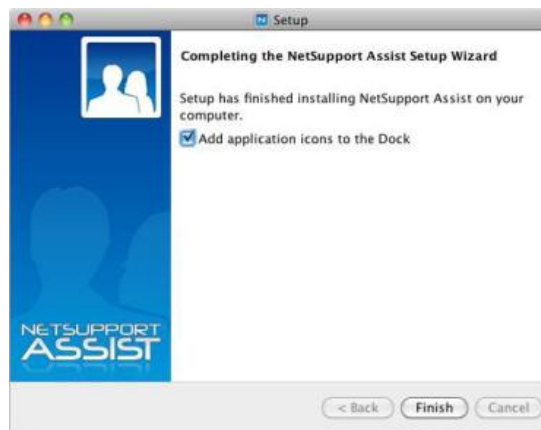 Setup
Completing the NetSupport Assist Setup Wizard
Setup has finished installing NetSupport Assist on your
computer.
Add application icons to the Dock
NETSUPPORT
ASSIST
< Back Finish Cancel